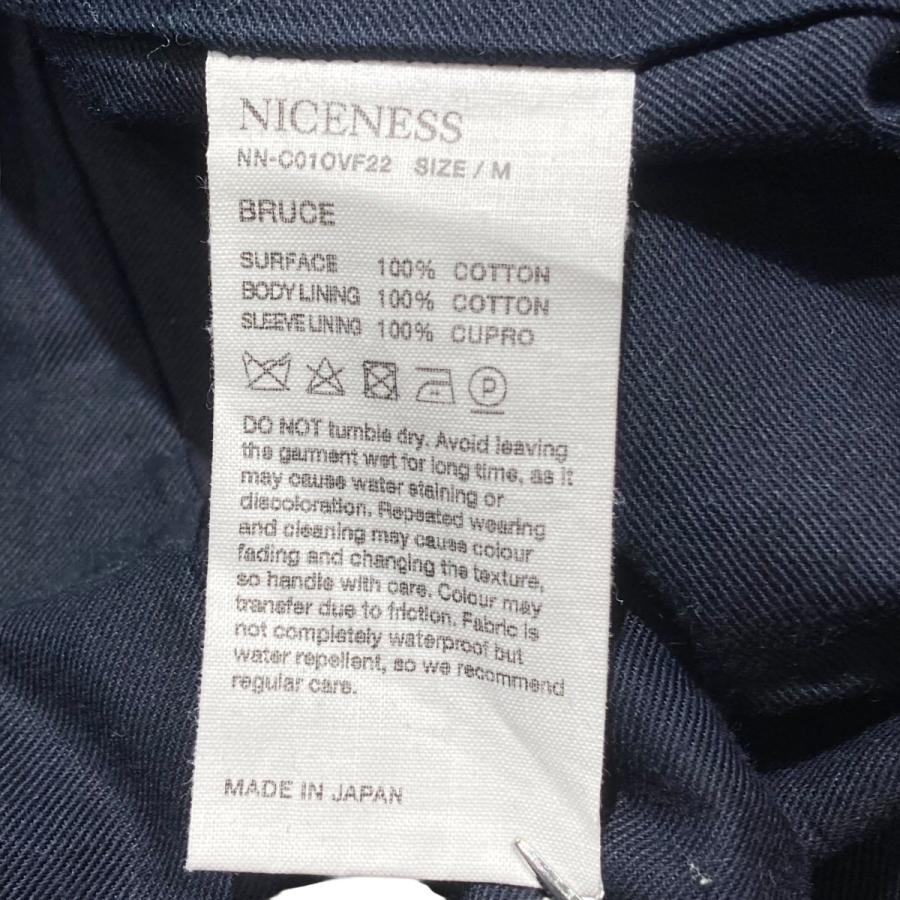 NICENESS
NN-C01OVF22 SIZE / M
BRUCE
SURFACE 100% COTTON
BODY LINING 100% COTTON
SLEEVE LINING 100% CUPRO
P
DO NOT tumble dry. Avoid leaving
the garment wet for long time, as it
may cause water staining or
discoloration. Repeated wearing
and cleaning may cause colour
fading and changing the texture,
so handle with care. Colour may
transfer due to friction. Fabric is
not completely waterproof but
water repellent, so we recommend
regular care.
MADE IN JAPAN